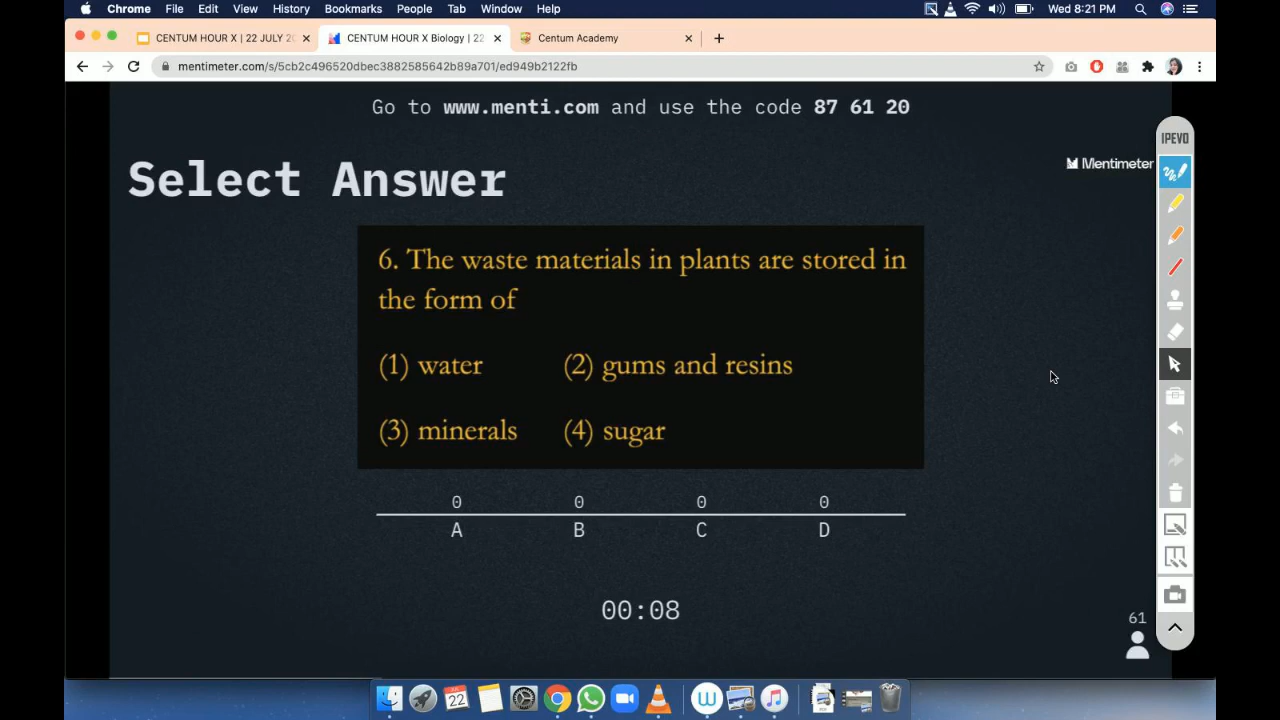 Chrome File Edit View History Bookmarks People Tab Window Help Wed 8:21 PM
CENTUM HOUR X | 22 JULY 20 CENTUM HOUR X Biology | 22 Centum Academy
mentimeter.com/s/5cb2c496520dbec3882585642b89a701/ed949b2122fb
Go to www.menti.com and use the code 87 61 20
IPEVO
Mentimeter
Select Answer
6. The waste materials in plants are stored in
the form of
(1) water (2) gums and resins
(3) minerals (4) sugar
0 0 0 0
A B C D
00:08
61
22